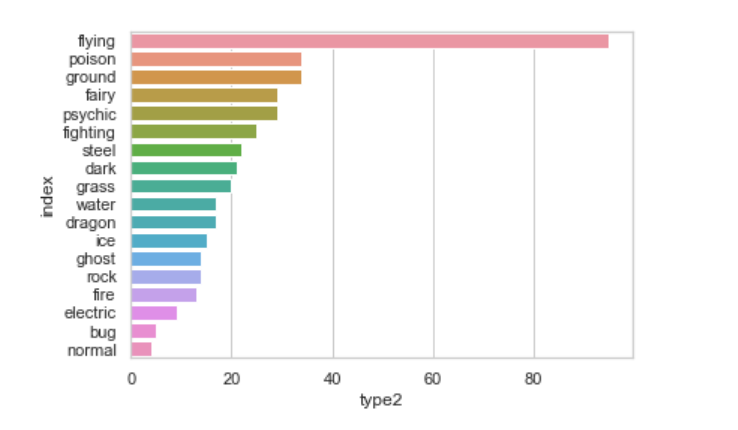 flying
poison
ground
fairy
psychic
fighting
steel
dark
grass
water
dragon
ice
ghost
rock
fire
electric
bug
normal
index
0 20 40 60 80
type2